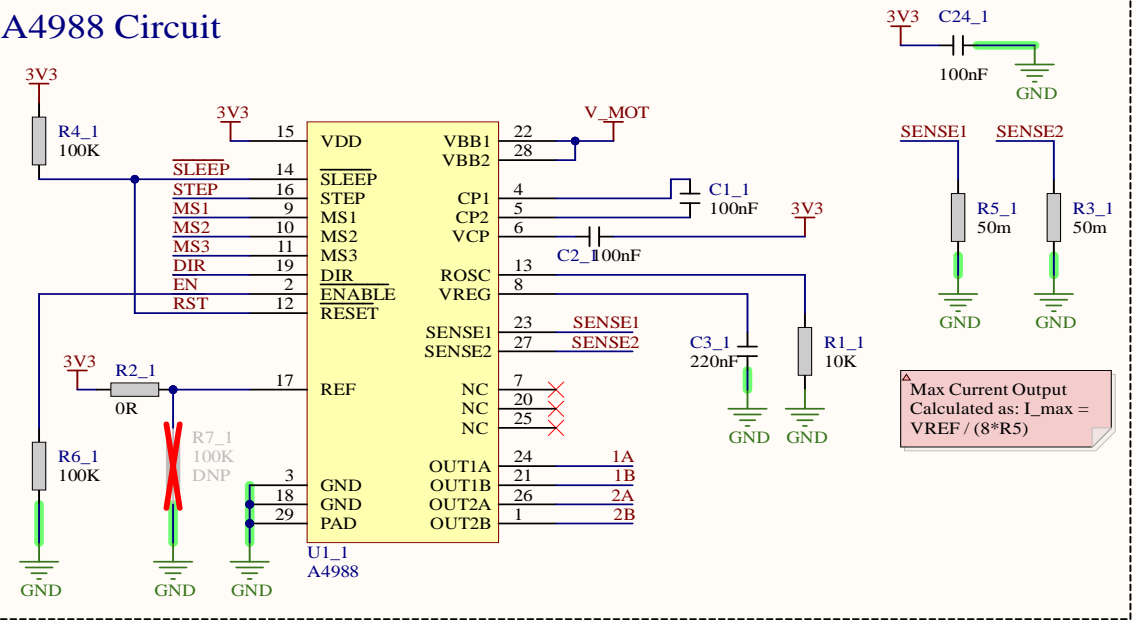 A4988 Circuit
3V3
R4_1
100K
3V3
15
VDD
SLEEP
14
SLEEP
STEP
16
STEP
MS1
9
MS1
MS2
10
MS2
MS3
11
MS3
DIR
19
DIR
EN
2
ENABLE
RST
12
RESET
3V3
R2_1
0R
17
REF
R6_1
100K
R7_1
100K
DNP
3
GND
18
GND
29
PAD
GND
GND
GND
U1_1
A4988
VBB1
22
VBB2
28
V_MOT
CP1
4
CP2
5
VCP
6
C1_1
100nF
C2_1
100nF
3V3
ROSC
13
VREG
8
SENSE1
23
SENSE1
SENSE2
27
SENSE2
C3_1
220nF
R1_1
10K
NC
7
NC
20
NC
25
GND
GND
OUT1A
24
1A
OUT1B
21
1B
OUT2A
26
2A
OUT2B
1
2B
3V3
C24_1
100nF
GND
SENSE1
SENSE2
R5_1
50m
R3_1
50m
GND
GND
Max Current Output
Calculated as: I_max =
VREF / (8*R5)